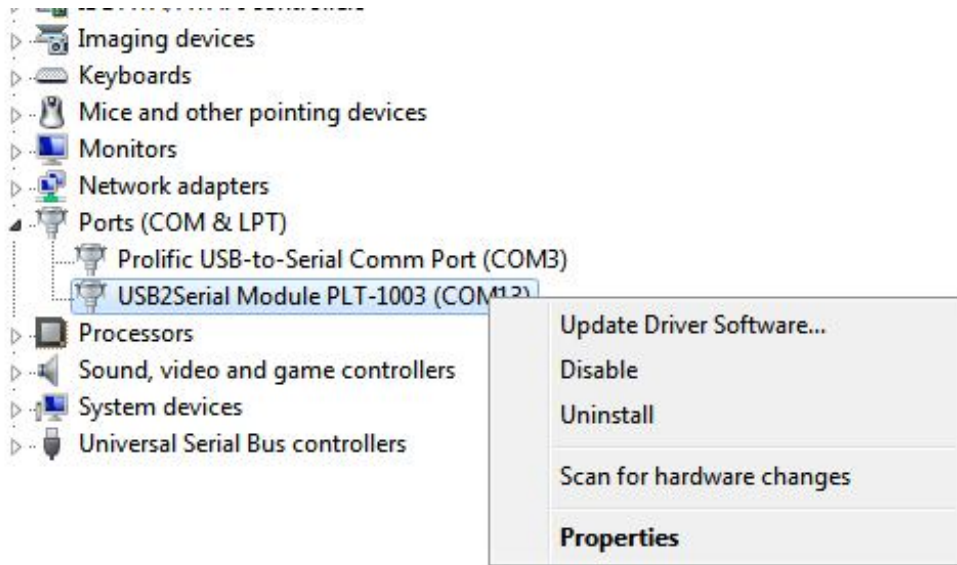 Imaging devices
Keyboards
Mice and other pointing devices
Monitors
Network adapters
Ports (COM & LPT)
Prolific USB-to-Serial Comm Port (COM3)
USB2Serial Module PLT-1003 (COM13)
Processors
Sound, video and game controllers
System devices
Universal Serial Bus controllers
Update Driver Software...
Disable
Uninstall
Scan for hardware changes
Properties